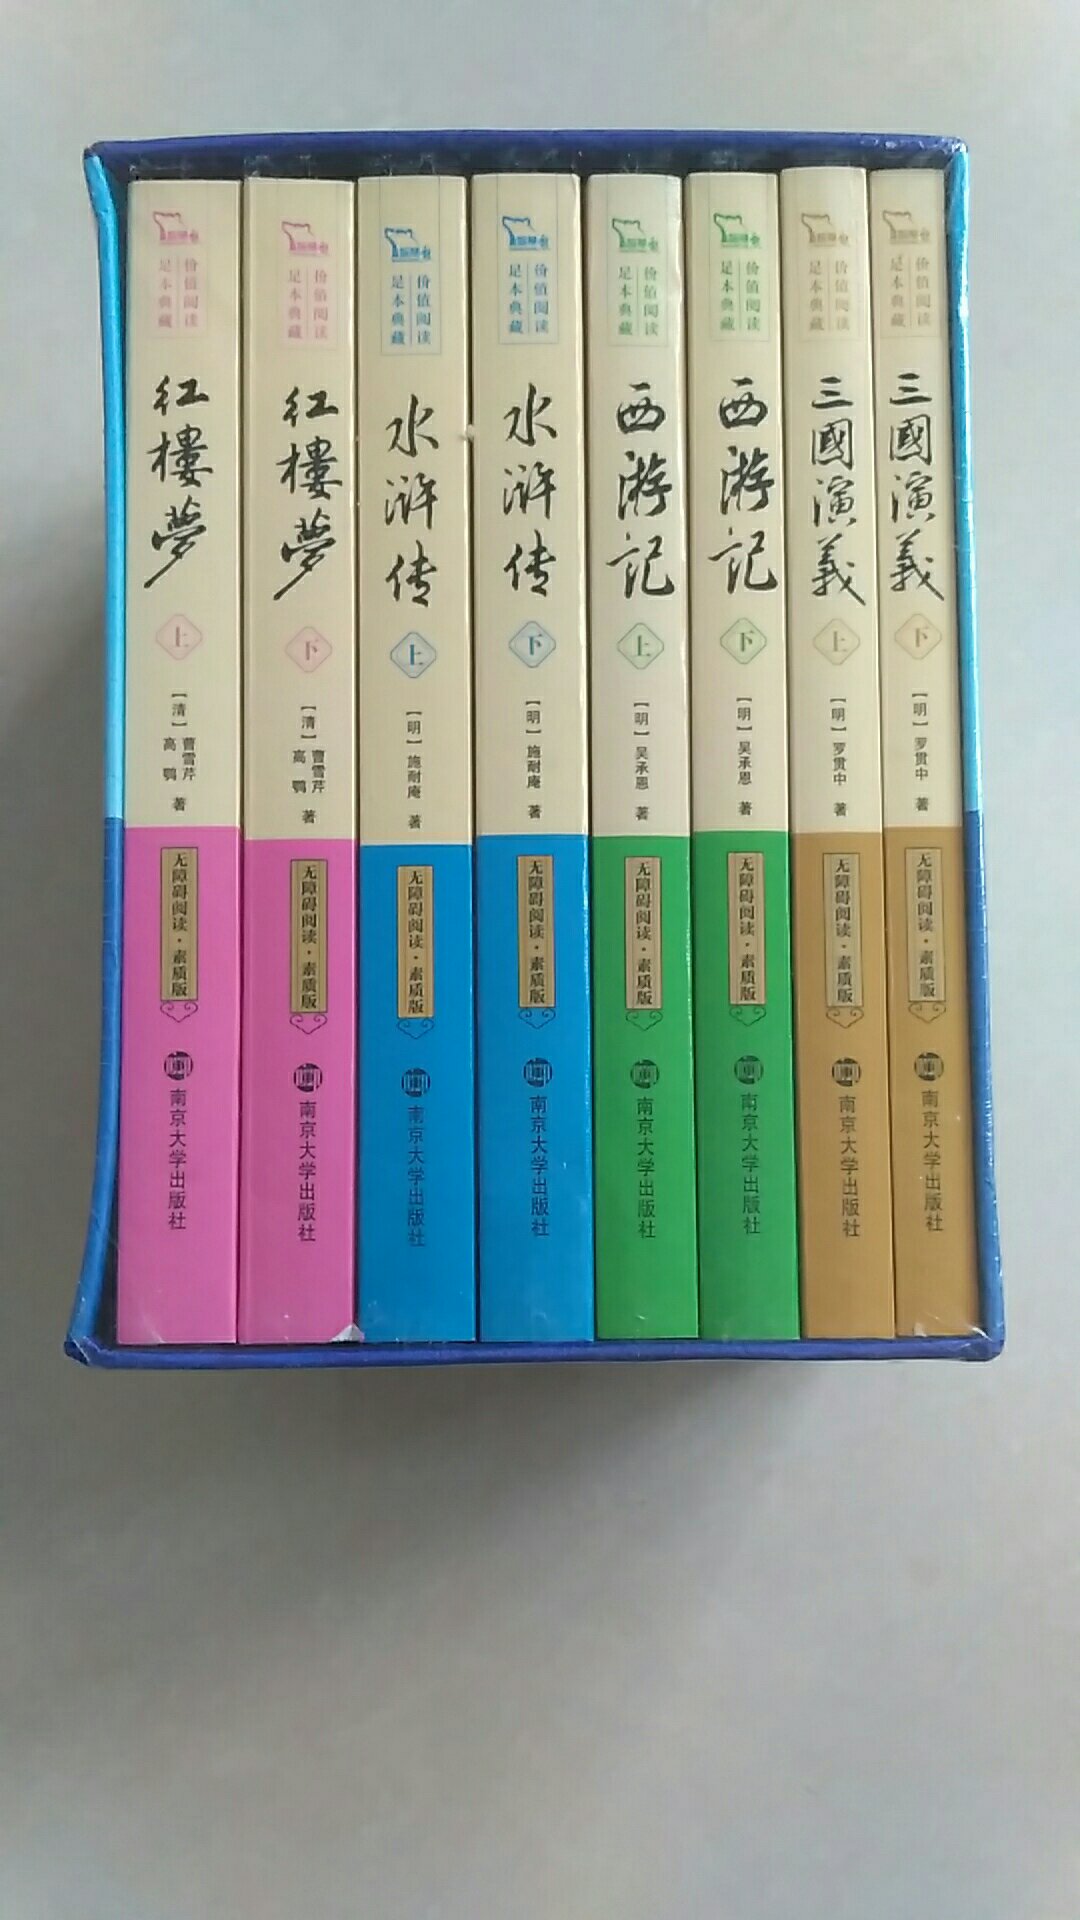 价值阅读
足本典藏
红樓夢
上
【清】曹雪芹
高鹗
著
无障碍阅读·素质版
南京大学出版社
价值阅读
足本典藏
红樓夢
下
【清】曹雪芹
高鹗
著
无障碍阅读·素质版
南京大学出版社
价值阅读
足本典藏
水浒传
上
【明】施耐庵 著
无障碍阅读·素质版
南京大学出版社
价值阅读
足本典藏
水浒传
下
【明】施耐庵 著
无障碍阅读·素质版
南京大学出版社
价值阅读
足本典藏
西游记
上
【明】吴承恩 著
无障碍阅读·素质版
南京大学出版社
价值阅读
足本典藏
西游记
下
【明】吴承恩 著
无障碍阅读·素质版
南京大学出版社
价值阅读
足本典藏
三國演義
上
【明】罗贯中 著
无障碍阅读·素质版
南京大学出版社
价值阅读
足本典藏
三國演義
下
【明】罗贯中 著
无障碍阅读·素质版
南京大学出版社